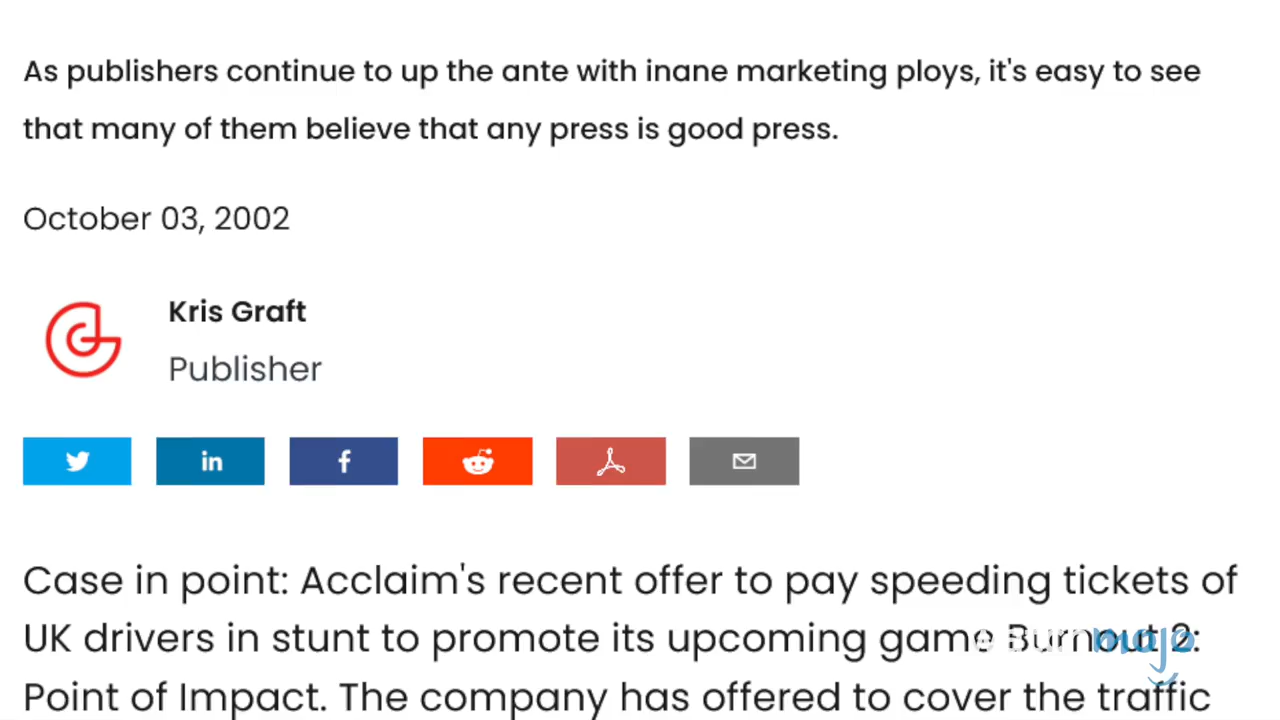 As publishers continue to up the ante with inane marketing ploys, it's easy to see
that many of them believe that any press is good press.
October 03, 2002
Kris Graft
Publisher
in
f
Case in point: Acclaim's recent offer to pay speeding tickets of
UK drivers in stunt to promote its upcoming game Burnout 2:
watchmojo
Point of Impact. The company has offered to cover the traffic